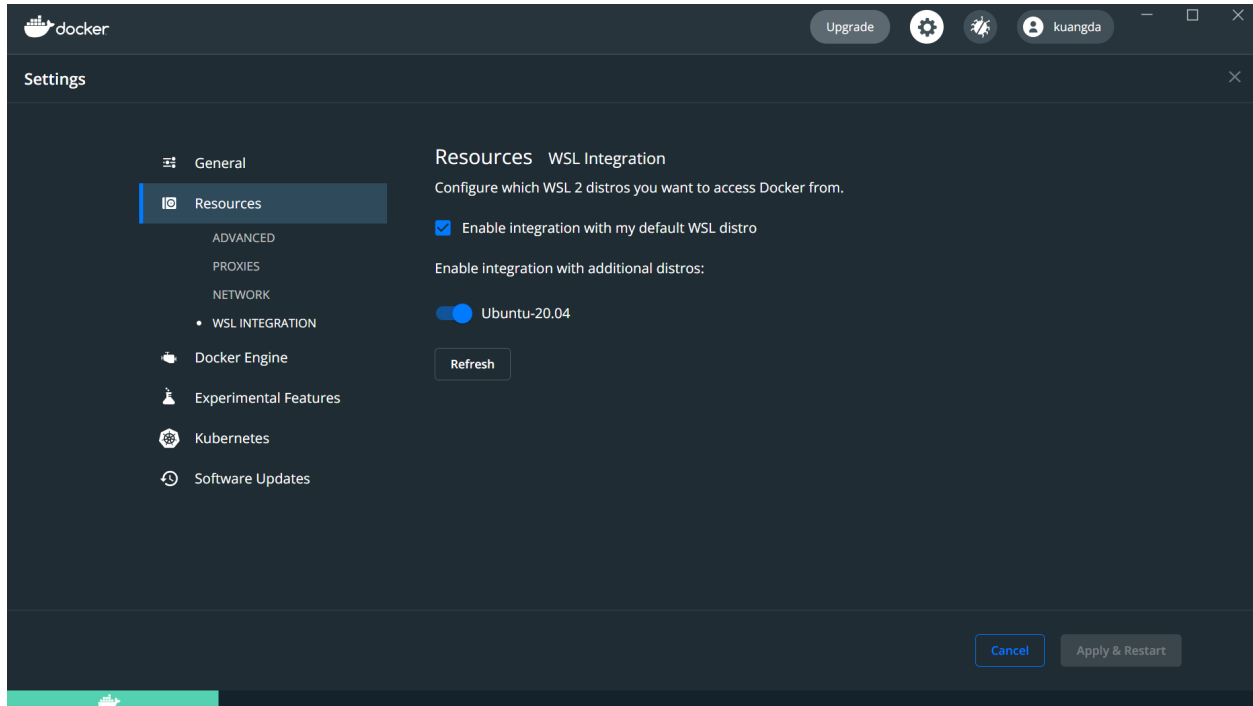 docker
Upgrade
kuangda
Settings
General
Resources
ADVANCED
PROXIES
NETWORK
WSL INTEGRATION
Docker Engine
Experimental Features
Kubernetes
Software Updates
Resources WSL Integration
Configure which WSL 2 distros you want to access Docker from.
Enable integration with my default WSL distro
Enable integration with additional distros:
Ubuntu-20.04
Refresh
Cancel
Apply & Restart